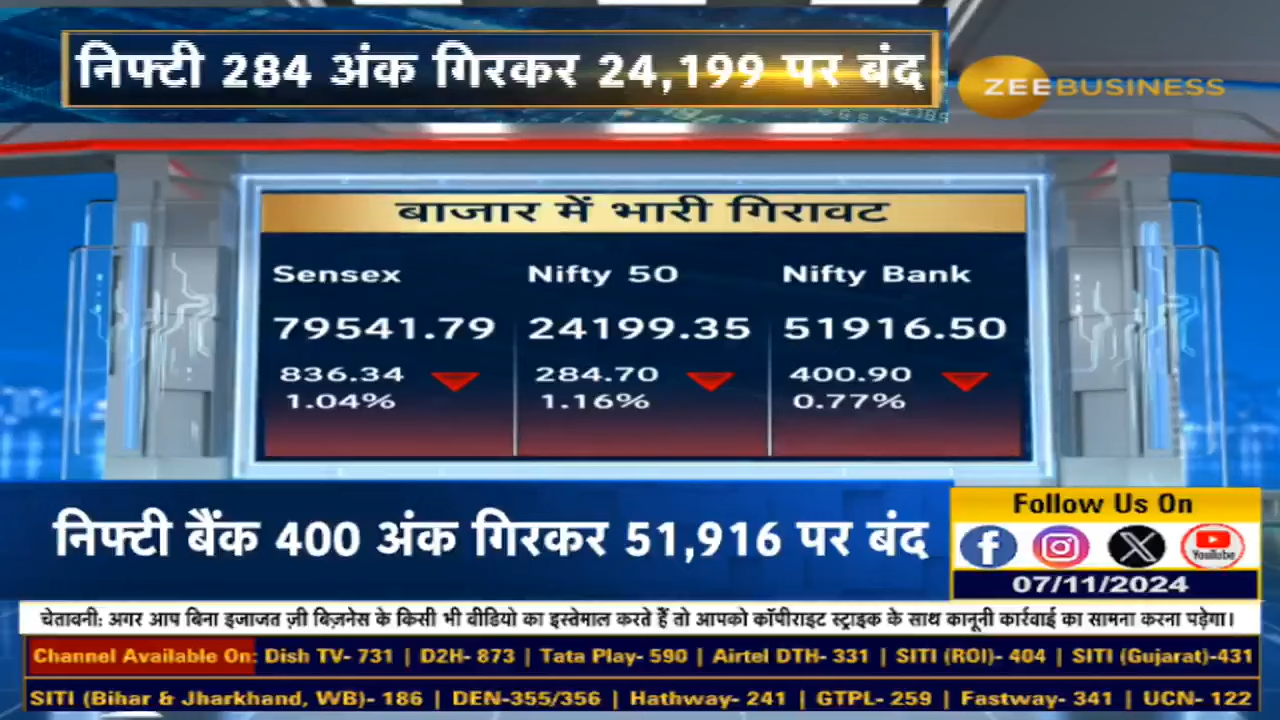 निफ्टी 284 अंक गिरकर 24,199 पर बंद
ZEEBUSINESS
बाजार में भारी गिरावट
Sensex Nifty 50 Nifty Bank
79541.79 24199.35 51916.50
836.34 284.70 400.90
1.04% 1.16% 0.77%
निफ्टी बैंक 400 अंक गिरकर 51,916 पर बंद
Follow Us On
YouTube
07/11/2024
चेतावनी: अगर आप बिना इजाजत ज़ी बिज़नेस के किसी भी वीडियो का इस्तेमाल करते हैं तो आपको कॉपीराइट स्ट्राइक के साथ कानूनी कार्रवाई का सामना करना पड़ेगा।
Channel Available On: Dish TV- 731 | D2H- 873 | Tata Play- 590 | Airtel DTH- 331 | SITI (ROI)- 404 | SITI (Gujarat)-431
SITI (Bihar & Jharkhand, WB)- 186 | DEN-355/356 | Hathway- 241 | GTPL- 259 | Fastway- 341 | UCN- 122